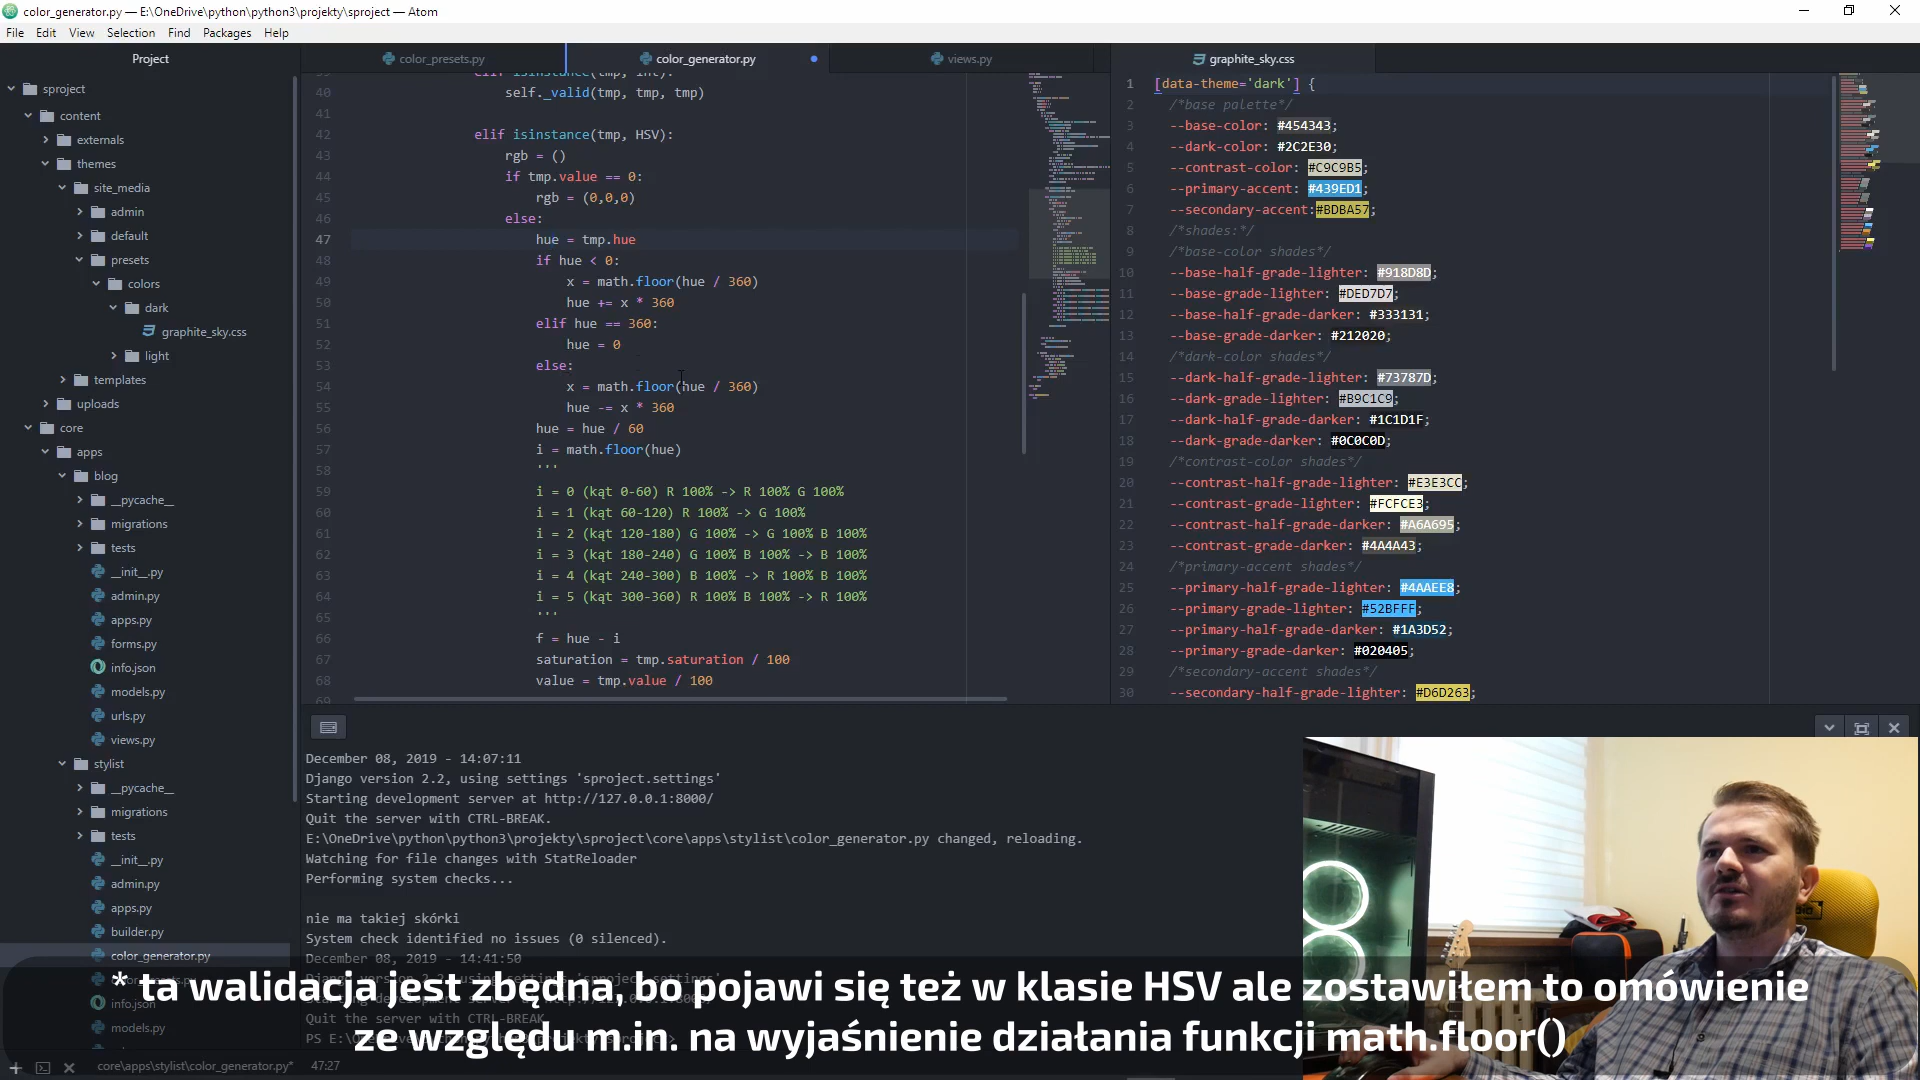 color_generator.py — E:\OneDrive\python\python3\projekty\sproject — Atom
File Edit View Selection Find Packages Help
Project
sproject
content
externals
themes
site_media
admin
default
presets
colors
dark
graphite_sky.css
light
templates
uploads
core
apps
blog
__pycache__
migrations
tests
__init__.py
admin.py
apps.py
forms.py
info.json
models.py
urls.py
views.py
stylist
__pycache__
migrations
tests
__init__.py
admin.py
apps.py
builder.py
color_generator.py
info.json
models.py
color_presets.py color_generator.py views.py
elif isinstance(tmp, int):
40 self._valid(tmp, tmp, tmp)
41
42 elif isinstance(tmp, HSV):
43 rgb = ()
44 if tmp.value == 0:
45 rgb = (0,0,0)
46 else:
47 hue = tmp.hue
48 if hue < 0:
49 x = math.floor(hue / 360)
50 hue += x * 360
51 elif hue == 360:
52 hue = 0
53 else:
54 x = math.floor(hue / 360)
55 hue -= x * 360
56 hue = hue / 60
57 i = math.floor(hue)
58 '''
59 i = 0 (kąt 0-60) R 100% -> R 100% G 100%
60 i = 1 (kąt 60-120) R 100% -> G 100%
61 i = 2 (kąt 120-180) G 100% -> G 100% B 100%
62 i = 3 (kąt 180-240) G 100% B 100% -> B 100%
63 i = 4 (kąt 240-300) B 100% -> R 100% B 100%
64 i = 5 (kąt 300-360) R 100% B 100% -> R 100%
65 '''
66 f = hue - i
67 saturation = tmp.saturation / 100
68 value = tmp.value / 100
69
graphite_sky.css
1 [data-theme='dark'] {
2 /*base palette*/
3 --base-color: #454343;
4 --dark-color: #2C2E30;
5 --contrast-color: #C9C9B5;
6 --primary-accent: #439ED1;
7 --secondary-accent:#BDBA57;
8 /*shades:*/
9 /*base-color shades*/
10 --base-half-grade-lighter: #918D8D;
11 --base-grade-lighter: #DED7D7;
12 --base-half-grade-darker: #333131;
13 --base-grade-darker: #212020;
14 /*dark-color shades*/
15 --dark-half-grade-lighter: #73787D;
16 --dark-grade-lighter: #B9C1C9;
17 --dark-half-grade-darker: #1C1D1F;
18 --dark-grade-darker: #0C0C0D;
19 /*contrast-color shades*/
20 --contrast-half-grade-lighter: #E3E3CC;
21 --contrast-grade-lighter: #FCFCE3;
22 --contrast-half-grade-darker: #A6A695;
23 --contrast-grade-darker: #4A4A43;
24 /*primary-accent shades*/
25 --primary-half-grade-lighter: #4AAEE8;
26 --primary-grade-lighter: #52BFFF;
27 --primary-half-grade-darker: #1A3D52;
28 --primary-grade-darker: #020405;
29 /*secondary-accent shades*/
30 --secondary-half-grade-lighter: #D6D263;
December 08, 2019 - 14:07:11
Django version 2.2, using settings 'sproject.settings'
Starting development server at http://127.0.0.1:8000/
Quit the server with CTRL-BREAK.
E:\OneDrive\python\python3\projekty\sproject\core\apps\stylist\color_generator.py changed, reloading.
Watching for file changes with StatReloader
Performing system checks...
nie ma takiej skórki
System check identified no issues (0 silenced).
December 08, 2019 - 14:41:50
Django version 2.2, using settings 'sproject.settings'
Quit the server with CTRL-BREAK.
* ta walidacja jest zbędna, bo pojawi się też w klasie HSV ale zostawiłem to omówienie
ze względu m.in. na wyjaśnienie działania funkcji math.floor()
core\apps\stylist\color_generator.py* 47:27